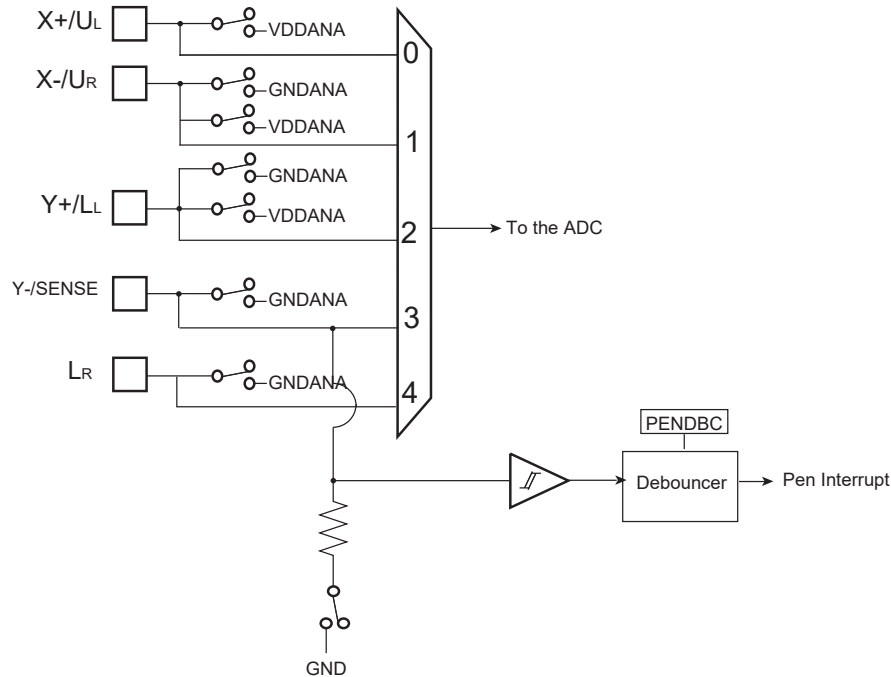 X+/UL
VDDANA
0
X-/UR
GNDANA
VDDANA
1
GNDANA
Y+/LL
VDDANA
2
To the ADC
Y-/SENSE
GNDANA
3
LR
GNDANA
4
PENDBC
Debouncer
Pen Interrupt
GND